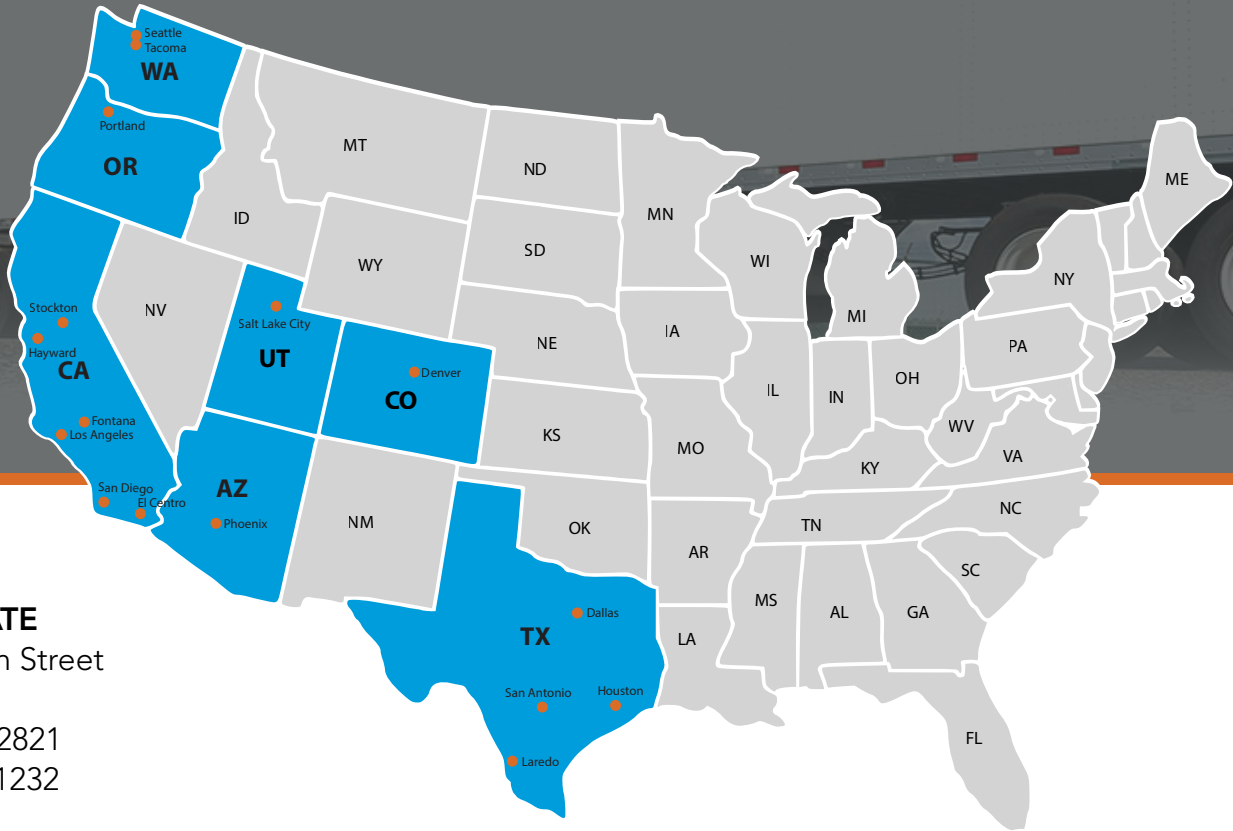 Seattle
Tacoma
WA
Portland
OR
MT
ND
MN
ME
ID
SD
WI
WY
NY
MI
Stockton
NV
Salt Lake City
UT
IA
NE
PA
Hayward
CA
Denver
CO
OH
IL
IN
Fontana
Los Angeles
WV
KS
MO
VA
KY
San Diego
El Centro
AZ
Phoenix
NM
OK
TN
NC
AR
SC
MS
AL
GA
Dallas
TX
LA
San Antonio
Houston
Laredo
FL
ATE
n Street
2821
1232